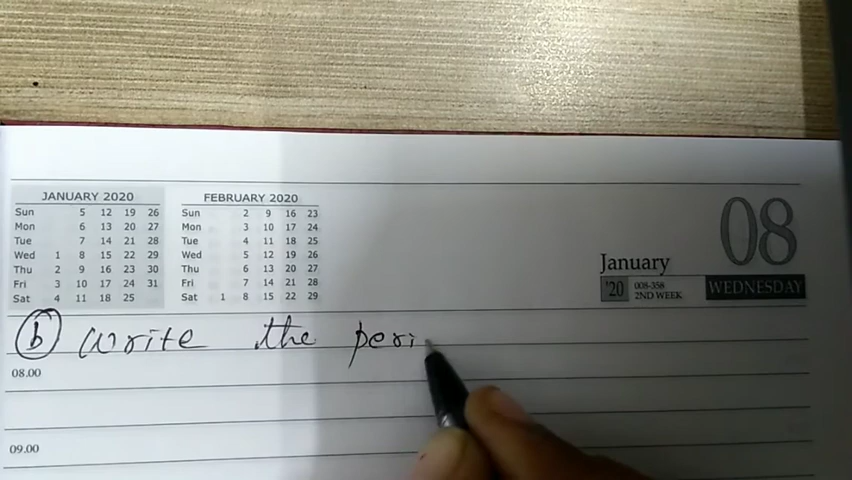 JANUARY 2020
Sun 5 12 19 26
Mon 6 13 20 27
Tue 7 14 21 28
Wed 1 8 15 22 29
Thu 2 9 16 23 30
Fri 3 10 17 24 31
Sat 4 11 18 25
FEBRUARY 2020
Sun 2 9 16 23
Mon 3 10 17 24
Tue 4 11 18 25
Wed 5 12 19 26
Thu 6 13 20 27
Fri 7 14 21 28
Sat 1 8 15 22 29
08
January
'20 008-358
2ND WEEK
WEDNESDAY
(b) write the peri
08.00
09.00